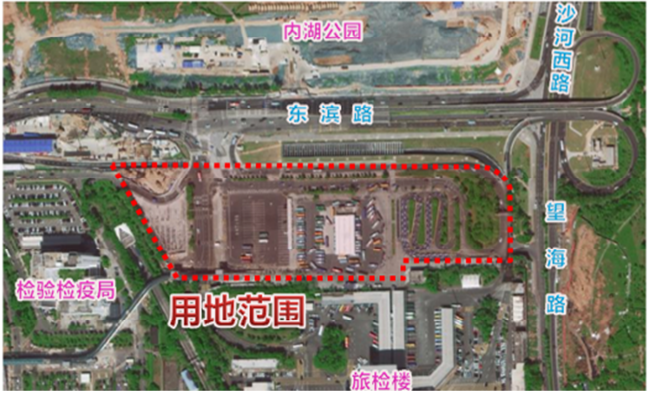 内湖公园
沙河西路
东滨路
望海路
检验检疫局
用地范围
旅检楼